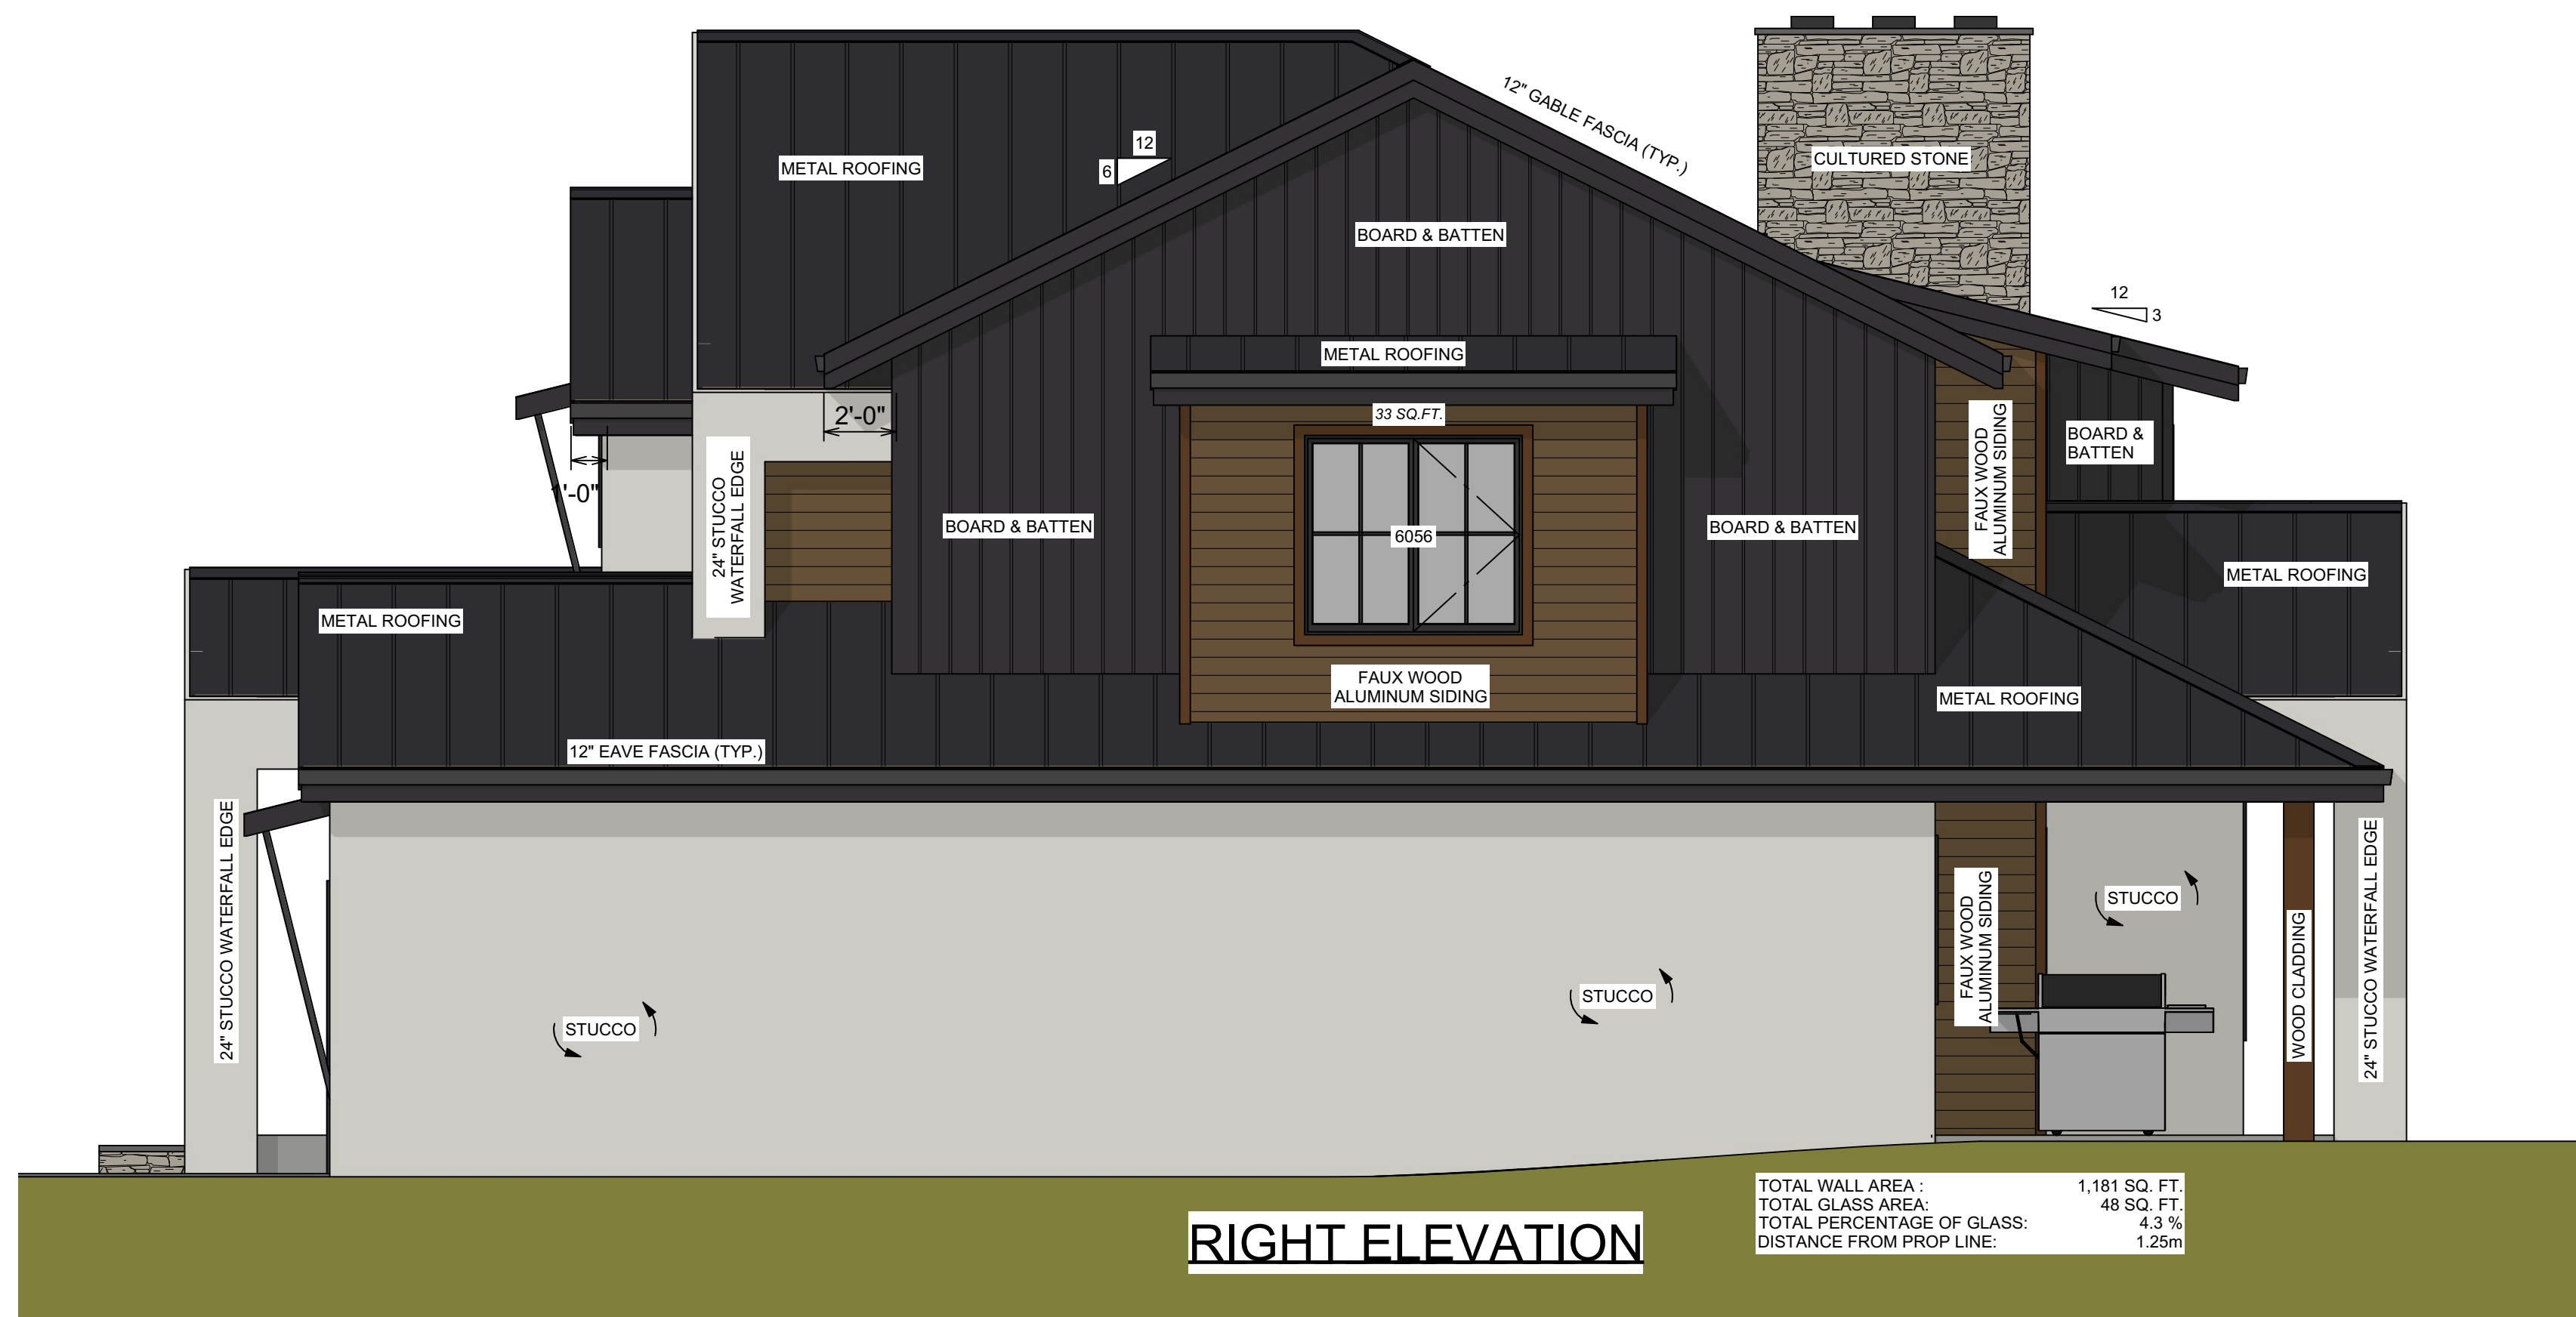 12" GABLE FASCIA (TYP.)
12
6
METAL ROOFING
CULTURED STONE
BOARD & BATTEN
12
3
METAL ROOFING
2'-0"
33 SQ.FT.
1'-0"
24" STUCCO
WATERFALL EDGE
FAUX WOOD
ALUMINUM SIDING
BOARD &
BATTEN
BOARD & BATTEN
6056
BOARD & BATTEN
METAL ROOFING
METAL ROOFING
FAUX WOOD
ALUMINUM SIDING
METAL ROOFING
12" EAVE FASCIA (TYP.)
24" STUCCO WATERFALL EDGE
STUCCO
STUCCO
FAUX WOOD
ALUMINUM SIDING
STUCCO
WOOD CLADDING
24" STUCCO WATERFALL EDGE
RIGHT ELEVATION
TOTAL WALL AREA : 1,181 SQ. FT.
TOTAL GLASS AREA: 48 SQ. FT.
TOTAL PERCENTAGE OF GLASS: 4.3 %
DISTANCE FROM PROP LINE: 1.25m